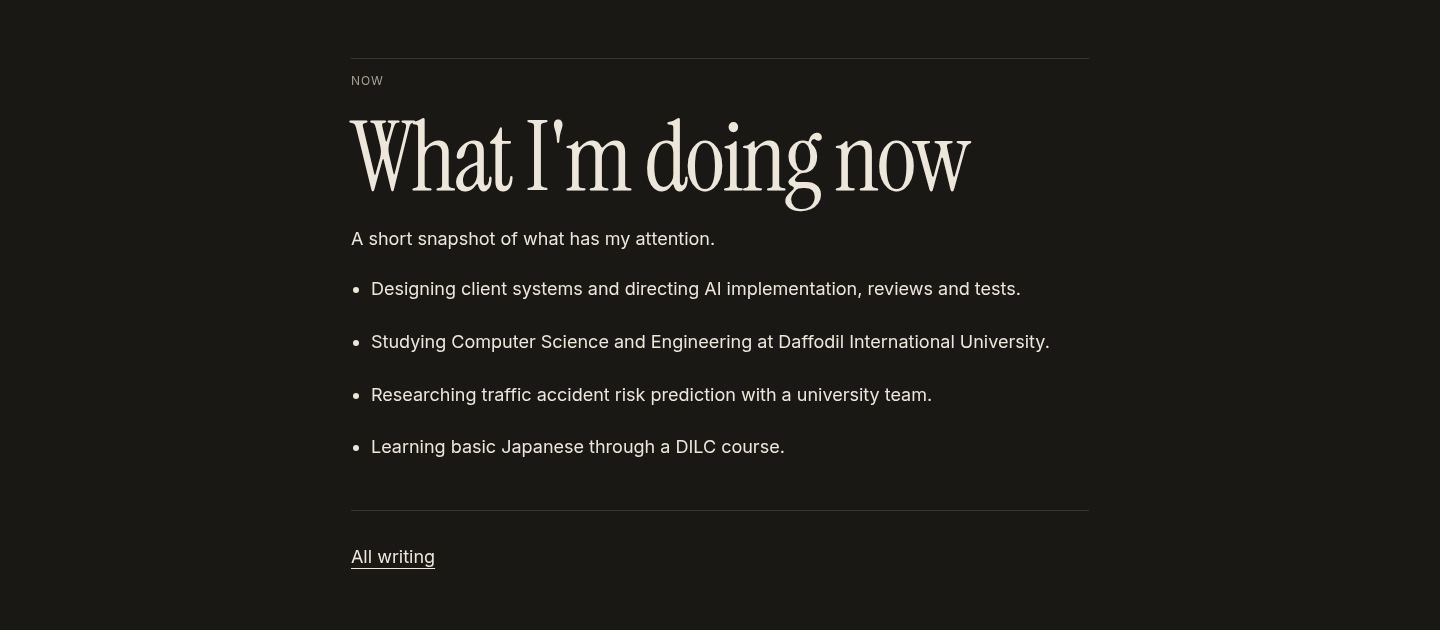 NOW
What I'm doing now
A short snapshot of what has my attention.
• Designing client systems and directing AI implementation, reviews and tests.
• Studying Computer Science and Engineering at Daffodil International University.
• Researching traffic accident risk prediction with a university team.
• Learning basic Japanese through a DILC course.
All writing